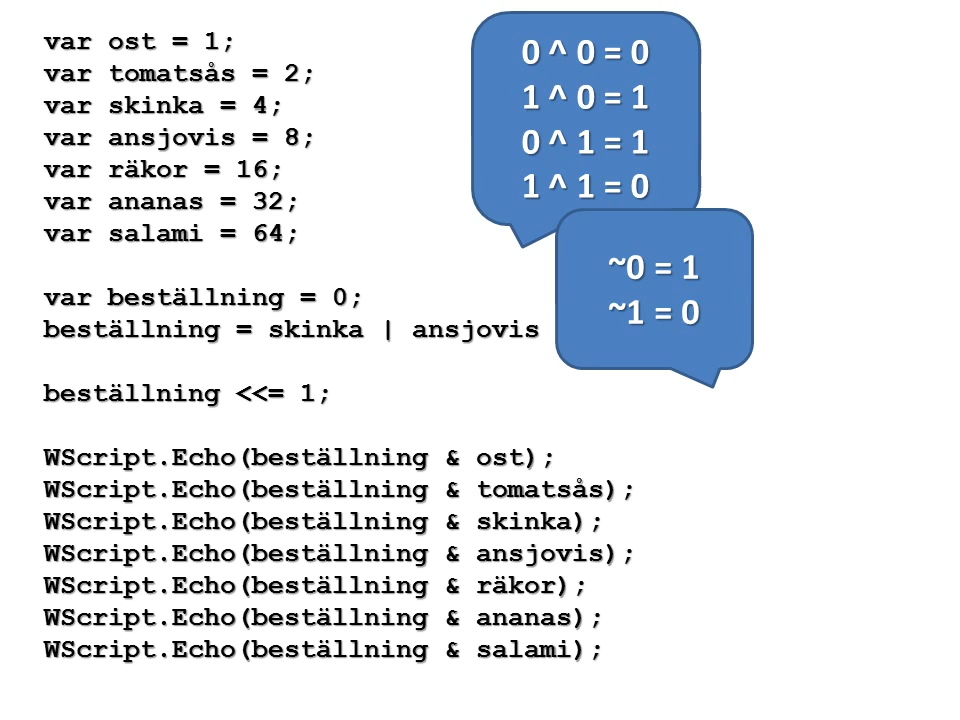 var ost = 1;
var tomatsås = 2;
var skinka = 4;
var ansjovis = 8;
var räkor = 16;
var ananas = 32;
var salami = 64;
var beställning = 0;
beställning = skinka | ansjovis
beställning <<= 1;
WScript.Echo(beställning & ost);
WScript.Echo(beställning & tomatsås);
WScript.Echo(beställning & skinka);
WScript.Echo(beställning & ansjovis);
WScript.Echo(beställning & räkor);
WScript.Echo(beställning & ananas);
WScript.Echo(beställning & salami);
0 ^ 0 = 0
1 ^ 0 = 1
0 ^ 1 = 1
1 ^ 1 = 0
~0 = 1
~1 = 0